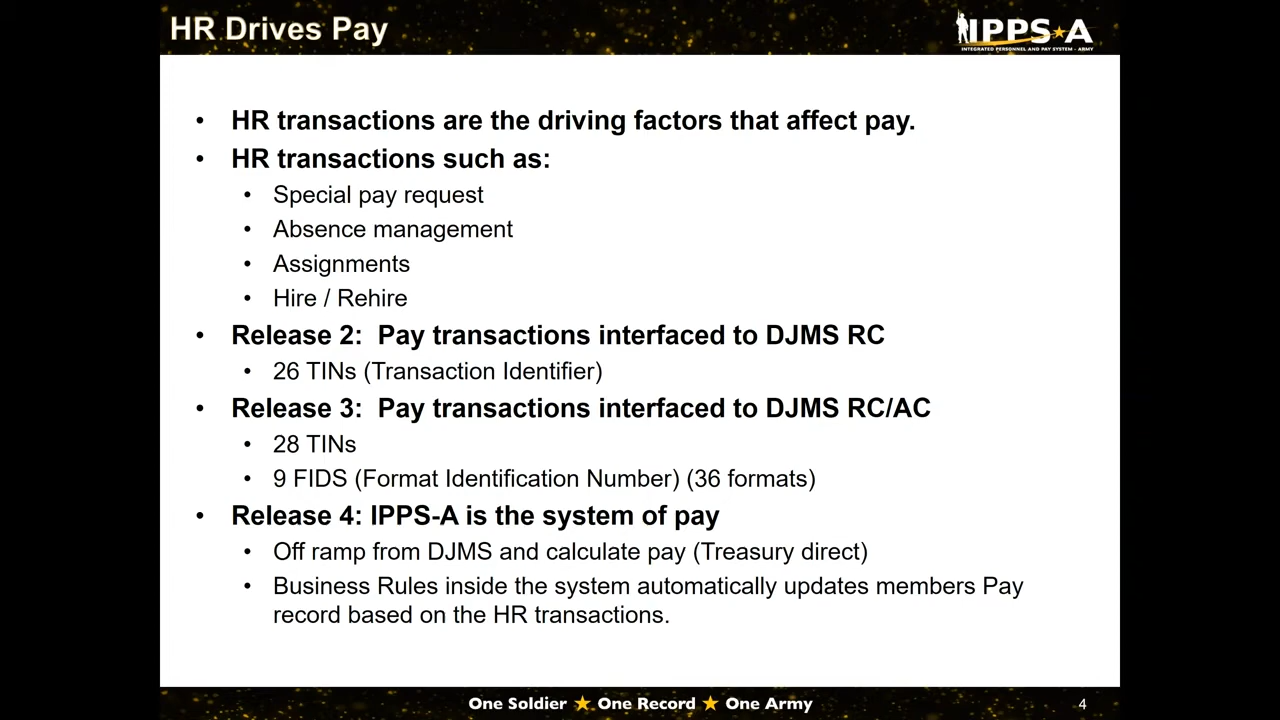 HR Drives Pay
IPPS★A
INTEGRATED PERSONNEL AND PAY SYSTEM - ARMY
• HR transactions are the driving factors that affect pay.
• HR transactions such as:
• Special pay request
• Absence management
• Assignments
• Hire / Rehire
• Release 2:  Pay transactions interfaced to DJMS RC
• 26 TINs (Transaction Identifier)
• Release 3:  Pay transactions interfaced to DJMS RC/AC
• 28 TINs
• 9 FIDS (Format Identification Number) (36 formats)
• Release 4: IPPS-A is the system of pay
• Off ramp from DJMS and calculate pay (Treasury direct)
• Business Rules inside the system automatically updates members Pay
record based on the HR transactions.
One Soldier ★ One Record ★ One Army
4